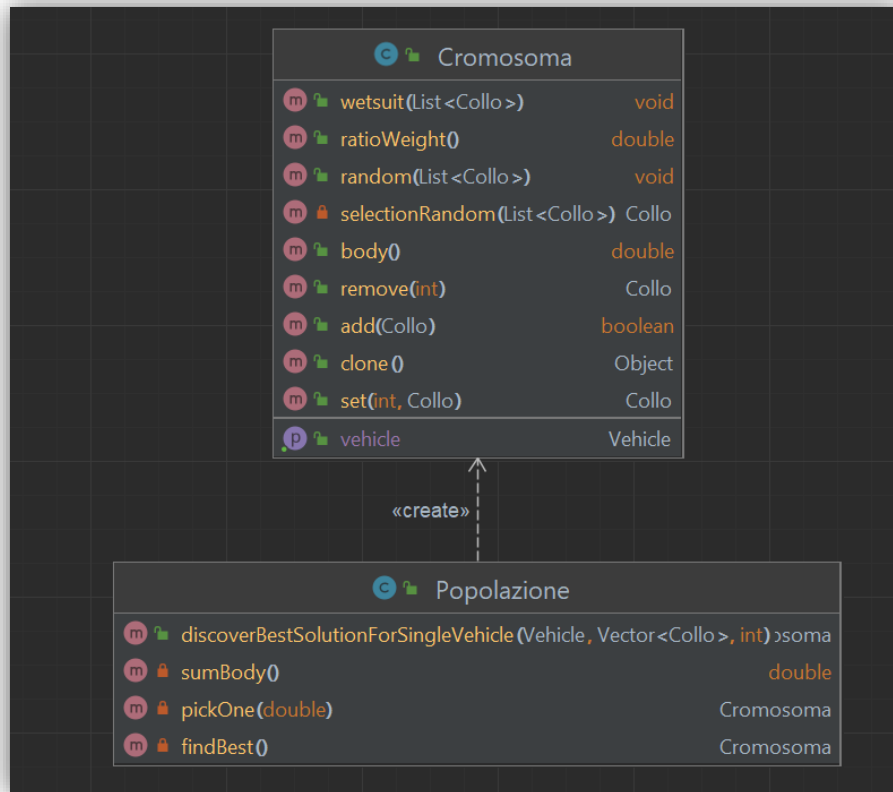 C Cromosoma
m wetsuit(List<Collo>) void
m ratioWeight() double
m random(List<Collo>) void
m selectionRandom(List<Collo>) Collo
m body() double
m remove(int) Collo
m add(Collo) boolean
m clone() Object
m set(int, Collo) Collo
p vehicle Vehicle
«create»
C Popolazione
m discoverBestSolutionForSingleVehicle(Vehicle, Vector<Collo>, int) osoma
m sumBody() double
m pickOne(double) Cromosoma
m findBest() Cromosoma